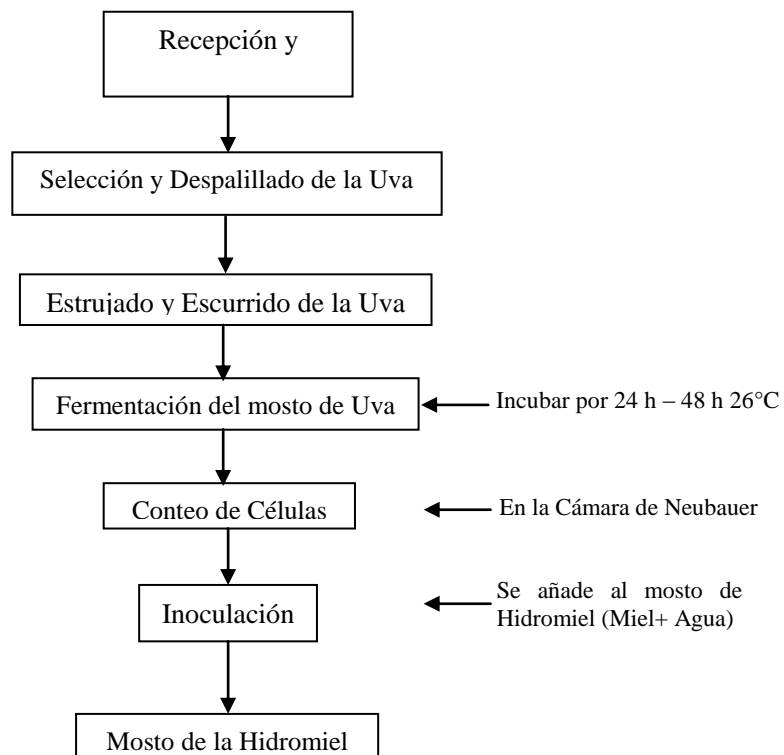 Recepción y
Selección y Despalillado de la Uva
Estrujado y Escurrido de la Uva
Fermentación del mosto de Uva
Incubar por 24 h – 48 h 26°C
Conteo de Células
En la Cámara de Neubauer
Inoculación
Se añade al mosto de
Hidromiel (Miel+ Agua)
Mosto de la Hidromiel